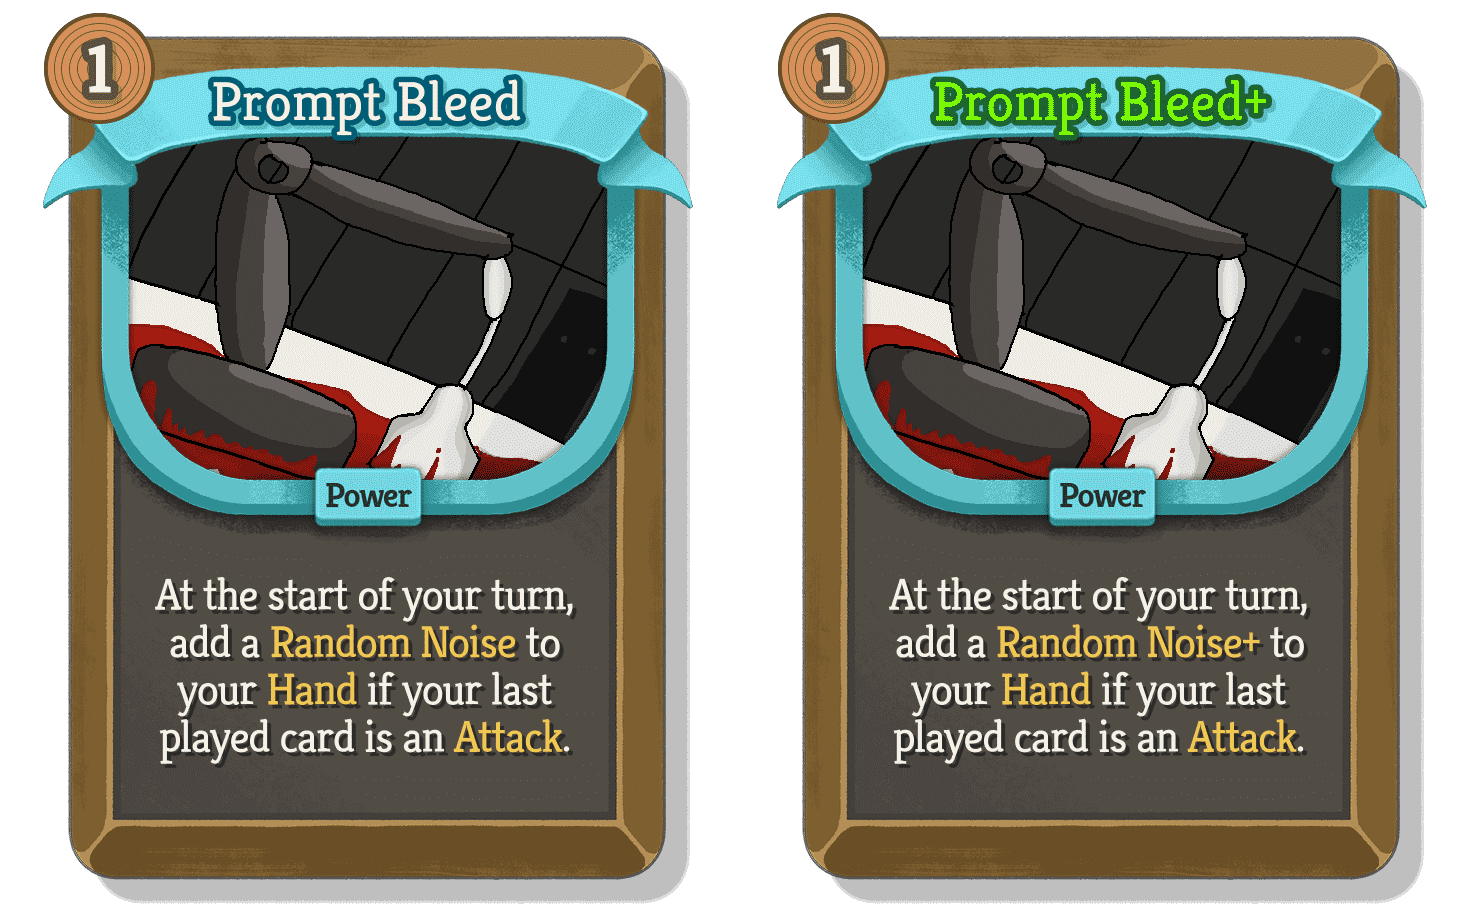 1
Prompt Bleed
Power
At the start of your turn,
add a Random Noise to
your Hand if your last
played card is an Attack.
1
Prompt Bleed+
Power
At the start of your turn,
add a Random Noise+ to
your Hand if your last
played card is an Attack.